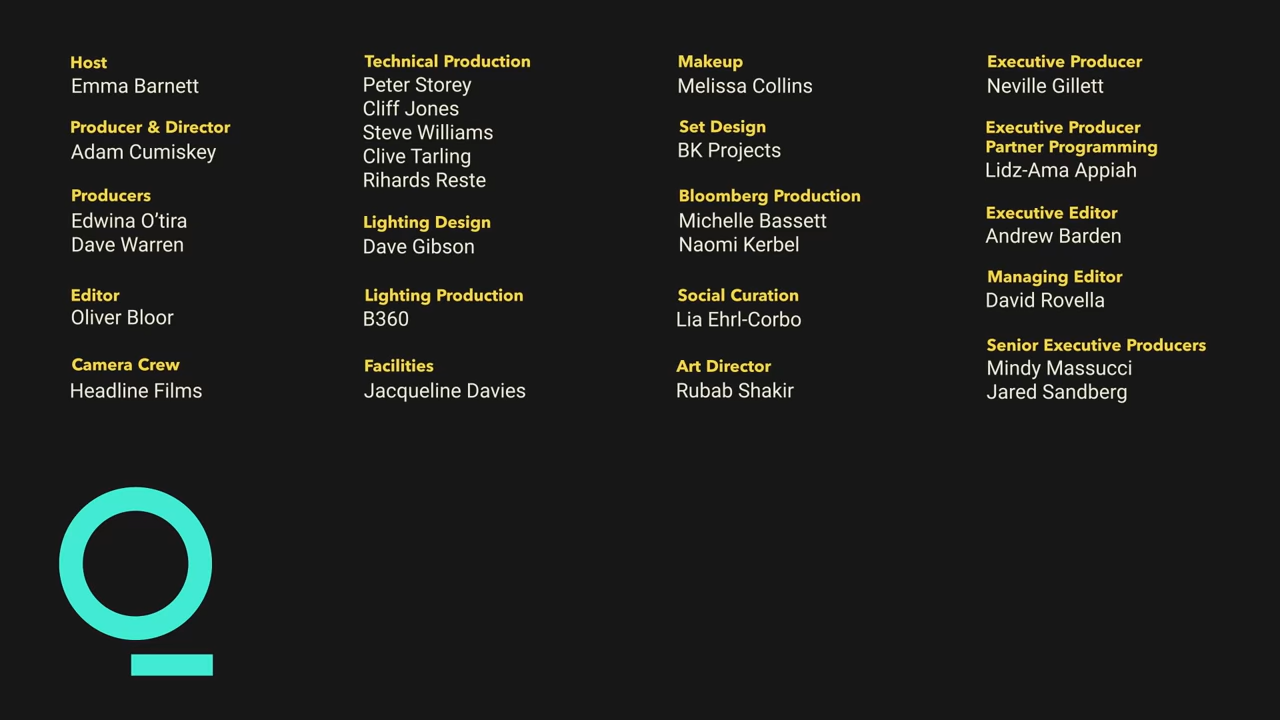 Host
Emma Barnett
Producer & Director
Adam Cumiskey
Producers
Edwina O’tira
Dave Warren
Editor
Oliver Bloor
Camera Crew
Headline Films
Technical Production
Peter Storey
Cliff Jones
Steve Williams
Clive Tarling
Rihards Reste
Lighting Design
Dave Gibson
Lighting Production
B360
Facilities
Jacqueline Davies
Makeup
Melissa Collins
Set Design
BK Projects
Bloomberg Production
Michelle Bassett
Naomi Kerbel
Social Curation
Lia Ehrl-Corbo
Art Director
Rubab Shakir
Executive Producer
Neville Gillett
Executive Producer
Partner Programming
Lidz-Ama Appiah
Executive Editor
Andrew Barden
Managing Editor
David Rovella
Senior Executive Producers
Mindy Massucci
Jared Sandberg